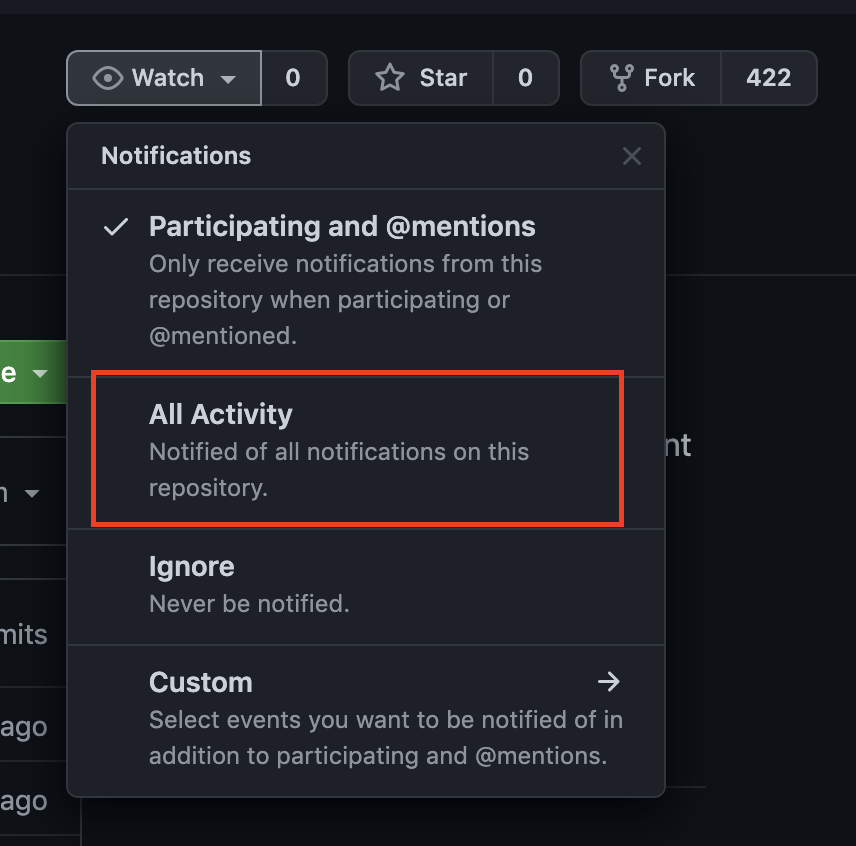 Watch 0 Star 0 Fork 422
Notifications
Participating and @mentions
Only receive notifications from this
repository when participating or
@mentioned.
e
All Activity
Notified of all notifications on this
repository.
nt
Ignore
Never be notified.
mits
Custom
Select events you want to be notified of in
addition to participating and @mentions.
ago
ago